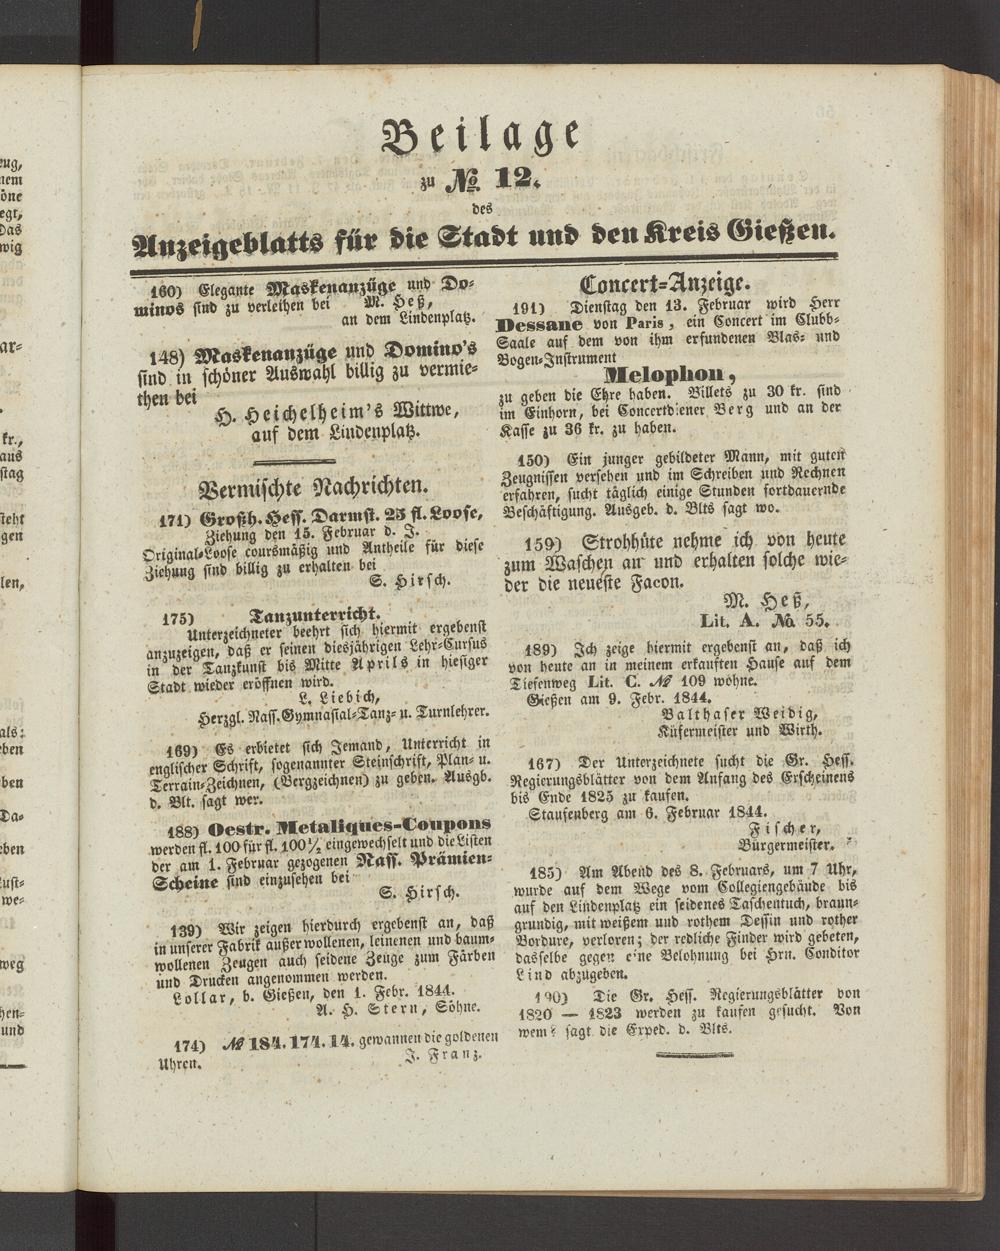 Beilage
zu № 12.
des
Anzeigeblatts für die Stadt und den Kreis Gießen.
160) Elegante Maskenanzüge und Do-
minos sind zu verleihen bei M. Heß,
an dem Lindenplatz.
148) Maskenanzüge und Domino's
sind in schöner Auswahl billig zu vermie-
then bei
H. Heichelheim's Wittwe,
auf dem Lindenplatz.
Vermischte Nachrichten.
171) Großh. Hess. Darmst. 25 fl. Loose,
Ziehung den 15. Februar d. J.
Original-Loose coursmäßig und Antheile für diese
Ziehung sind billig zu erhalten bei
S. Hirsch.
175) Tanzunterricht.
Unterzeichneter beehrt sich hiermit ergebenst
anzuzeigen, daß er seinen diesjährigen Lehr-Cursus
in der Tanzkunst bis Mitte Aprils in hiesiger
Stadt wieder eröffnen wird.
L. Liebich,
Herzgl. Nass. Gymnasial-Tanz- u. Turnlehrer.
169) Es erbietet sich Jemand, Unterricht in
englischer Schrift, sogenannter Steinschrift, Plan- u.
Terrain-Zeichnen, (Bergzeichnen) zu geben. Ausgb.
d. Blt. sagt wer.
188) Oestr. Metaliques-Coupons
werden fl. 100 für fl. 100½ eingewechselt und die Listen
der am 1. Februar gezogenen Nass. Prämien-
Scheine sind einzusehen bei
S. Hirsch.
139) Wir zeigen hierdurch ergebenst an, daß
in unserer Fabrik außer wollenen, leinenen und baum-
wollenen Zeugen auch seidene Zeuge zum Färben
und Drucken angenommen werden.
Lollar, b. Gießen, den 1. Febr. 1844.
A. H. Stern, Söhne.
174) № 184. 174. 14. gewannen die goldenen
Uhren. J. Franz.
Concert-Anzeige.
191) Dienstag den 13. Februar wird Herr
Dessane von Paris, ein Concert im Clubb-
Saale auf dem von ihm erfundenen Blas- und
Bogen-Instrument
Melophon,
zu geben die Ehre haben. Billets zu 30 kr. sind
im Einhorn, bei Concertdiener Berg und an der
Kasse zu 36 kr. zu haben.
150) Ein junger gebildeter Mann, mit guten
Zeugnissen versehen und im Schreiben und Rechnen
erfahren, sucht täglich einige Stunden fortdauernde
Beschäftigung. Ausgeb. d. Blts sagt wo.
159) Strohhüte nehme ich von heute
zum Waschen an und erhalten solche wie-
der die neueste Facon.
M. Heß,
Lit. A. № 55.
189) Ich zeige hiermit ergebenst an, daß ich
von heute an in meinem erkauften Hause auf dem
Tiefenweg Lit. C. № 109 wohne.
Gießen am 9. Febr. 1844.
Balthaser Weidig,
Küfermeister und Wirth.
167) Der Unterzeichnete sucht die Gr. Hess.
Regierungsblätter von dem Anfang des Erscheinens
bis Ende 1825 zu kaufen.
Staufenberg am 6. Februar 1844.
Fischer,
Bürgermeister.
185) Am Abend des 8. Februars, um 7 Uhr,
wurde auf dem Wege vom Collegiengebäude bis
auf den Lindenplatz ein seidenes Taschentuch, braun-
grundig, mit weißem und rothem Dessin und rother
Bordure, verloren; der redliche Finder wird gebeten,
dasselbe gegen eine Belohnung bei Hrn. Conditor
Lind abzugeben.
190) Die Gr. Hess. Regierungsblätter von
1820 — 1823 werden zu kaufen gesucht. Von
wem? sagt die Exped. d. Blts.